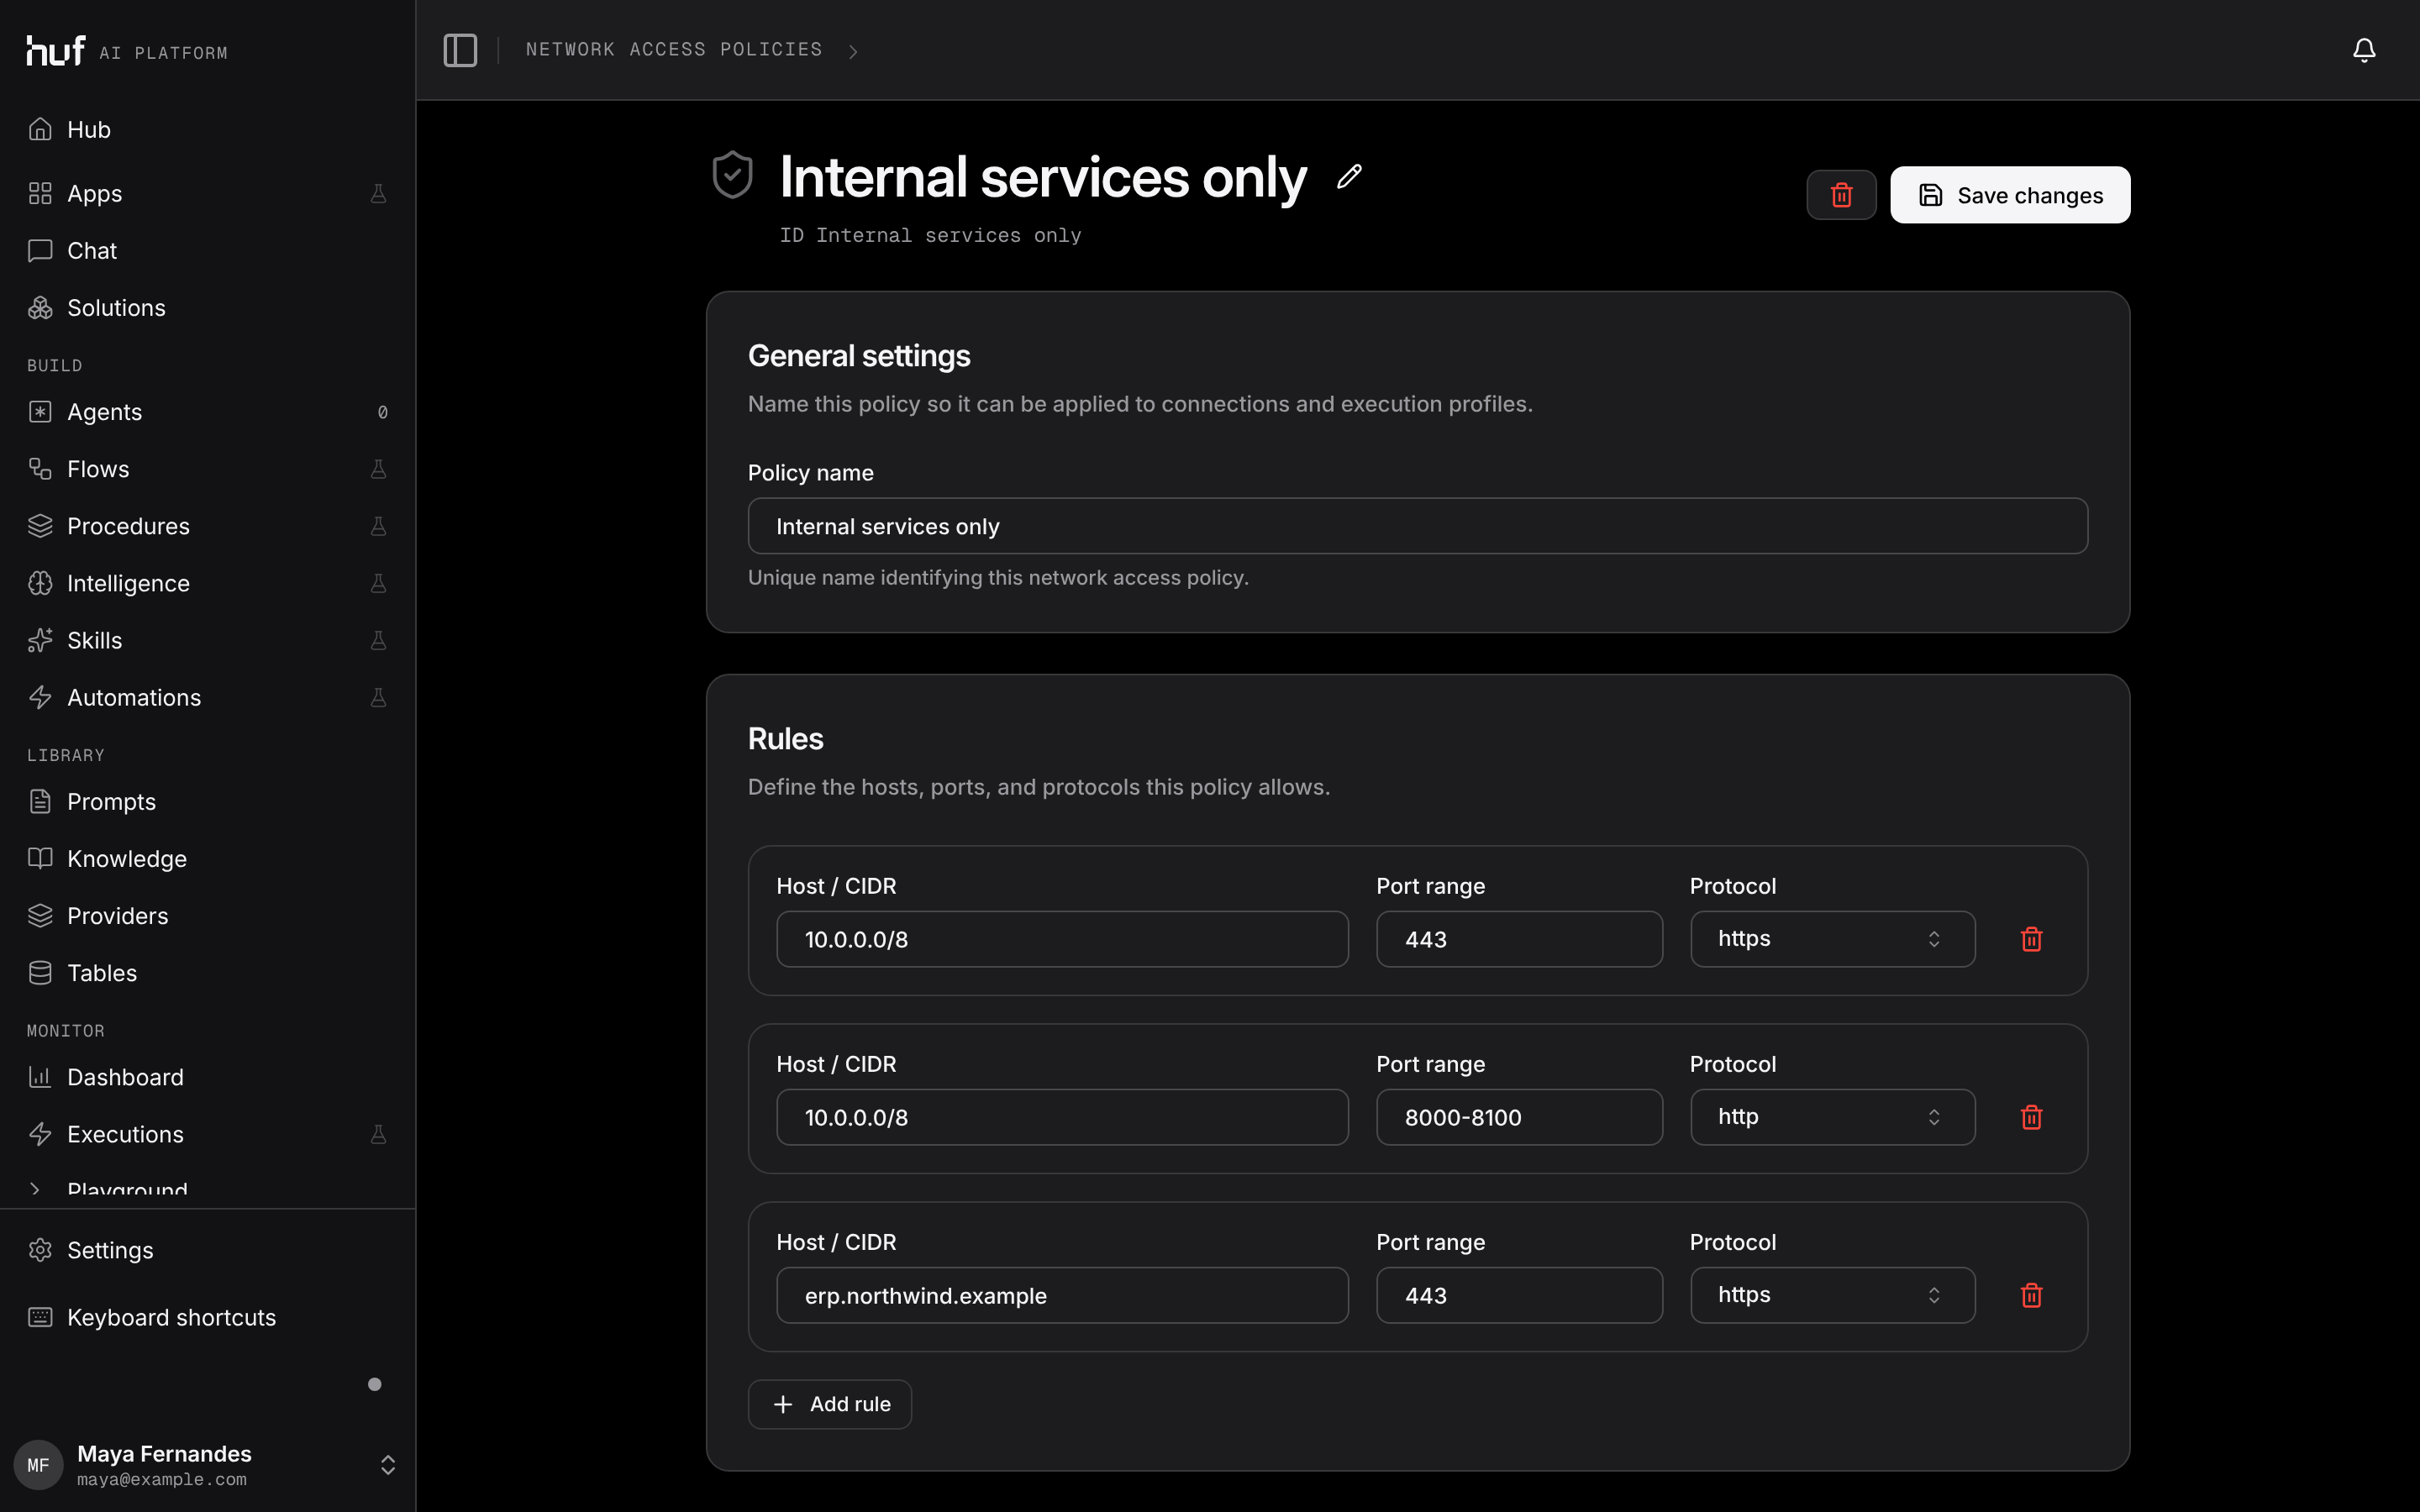 huf AI PLATFORM
Hub
Apps
Chat
Solutions
BUILD
Agents 0
Flows
Procedures
Intelligence
Skills
Automations
LIBRARY
Prompts
Knowledge
Providers
Tables
MONITOR
Dashboard
Executions
Playground
Settings
Keyboard shortcuts
MF
Maya Fernandes
maya@example.com
NETWORK ACCESS POLICIES
Internal services only
ID Internal services only
Save changes
General settings
Name this policy so it can be applied to connections and execution profiles.
Policy name
Internal services only
Unique name identifying this network access policy.
Rules
Define the hosts, ports, and protocols this policy allows.
Host / CIDR Port range Protocol
10.0.0.0/8 443 https
Host / CIDR Port range Protocol
10.0.0.0/8 8000-8100 http
Host / CIDR Port range Protocol
erp.northwind.example 443 https
Add rule